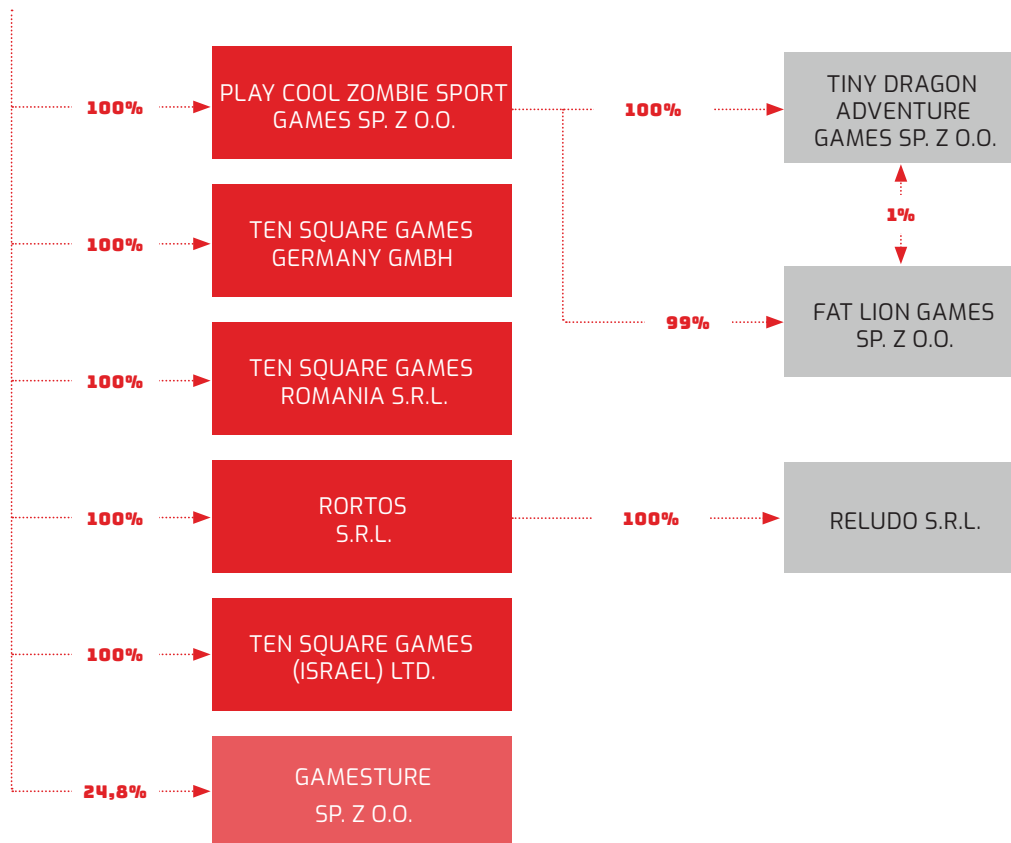 100%
PLAY COOL ZOMBIE SPORT
GAMES SP. Z O.O.
100%
TINY DRAGON
ADVENTURE
GAMES SP. Z O.O.
1%
100%
TEN SQUARE GAMES
GERMANY GMBH
99%
FAT LION GAMES
SP. Z O.O.
100%
TEN SQUARE GAMES
ROMANIA S.R.L.
100%
RORTOS
S.R.L.
100%
RELUDO S.R.L.
100%
TEN SQUARE GAMES
(ISRAEL) LTD.
24,8%
GAMESTURE
SP. Z O.O.